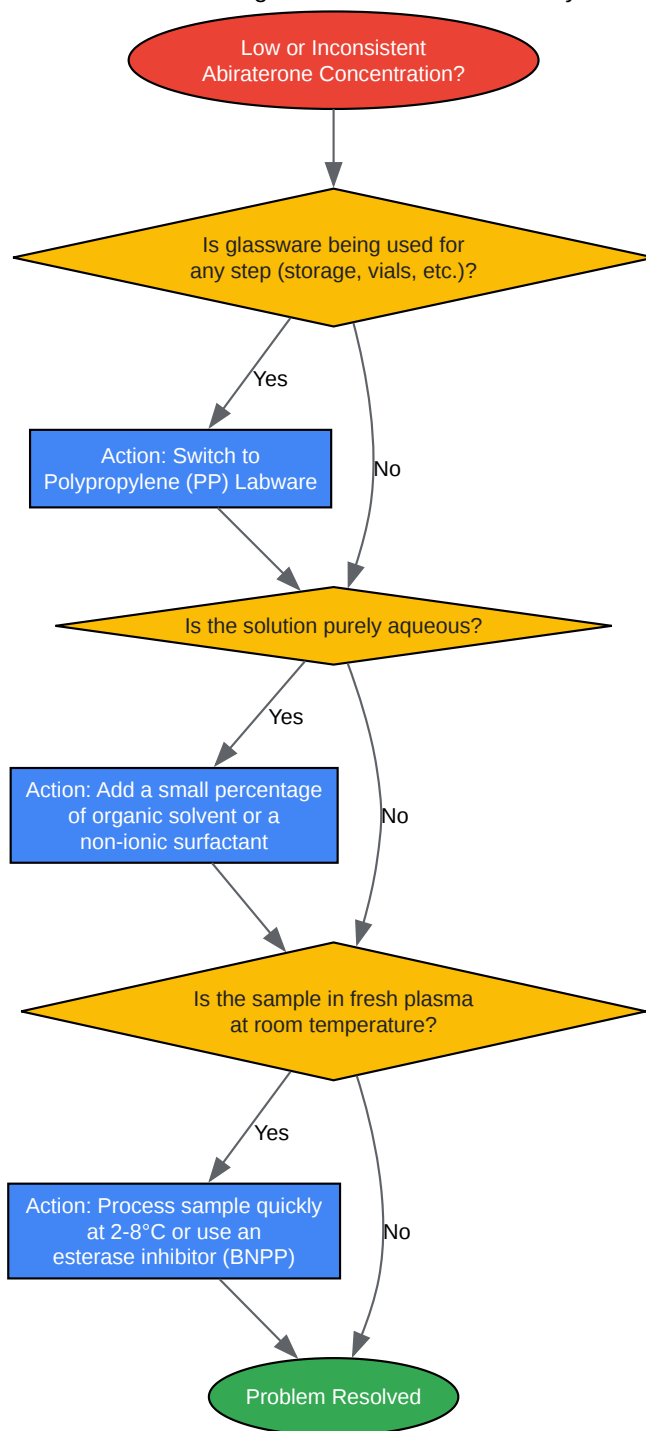 Low or Inconsistent
Abiraterone Concentration?
Is glassware being used for
any step (storage, vials, etc.)?
Yes
Action: Switch to
Polypropylene (PP) Labware
No
Is the solution purely aqueous?
Yes
Action: Add a small percentage
of organic solvent or a
non-ionic surfactant
No
Is the sample in fresh plasma
at room temperature?
Yes
Action: Process sample quickly
at 2-8°C or use an
esterase inhibitor (BNPP)
No
Problem Resolved